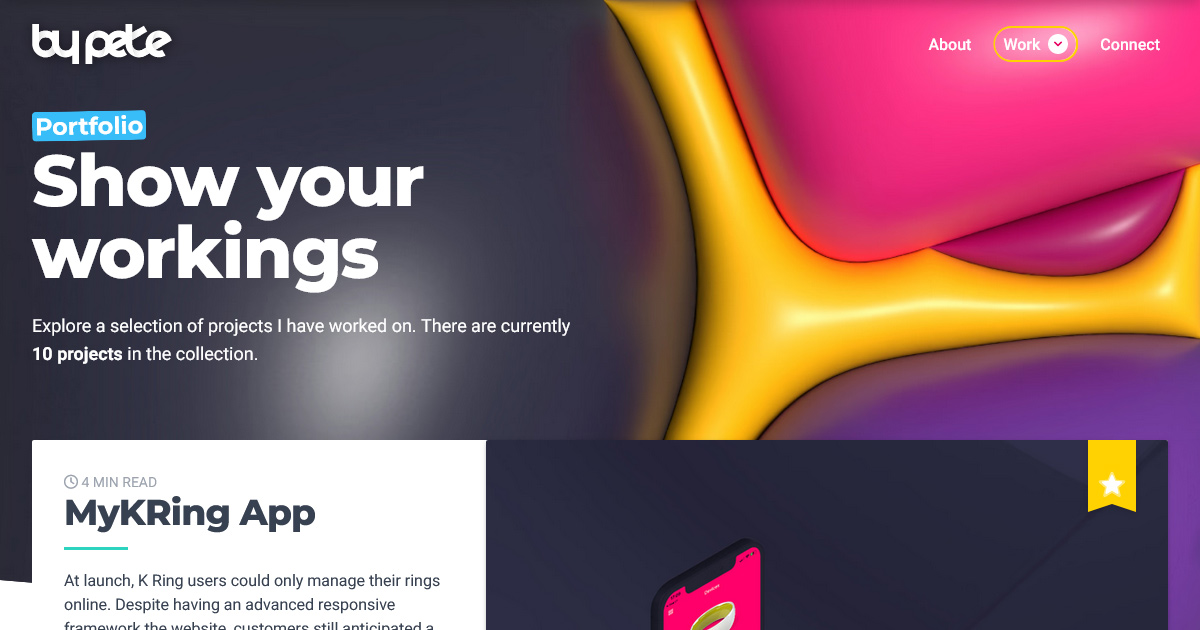 by pete
About
Work
Connect
Portfolio
Show your
workings
Explore a selection of projects I have worked on. There are currently
10 projects in the collection.
4 MIN READ
MyKRing App
At launch, K Ring users could only manage their rings
online. Despite having an advanced responsive
framework the website, customers still anticipated a
Devices